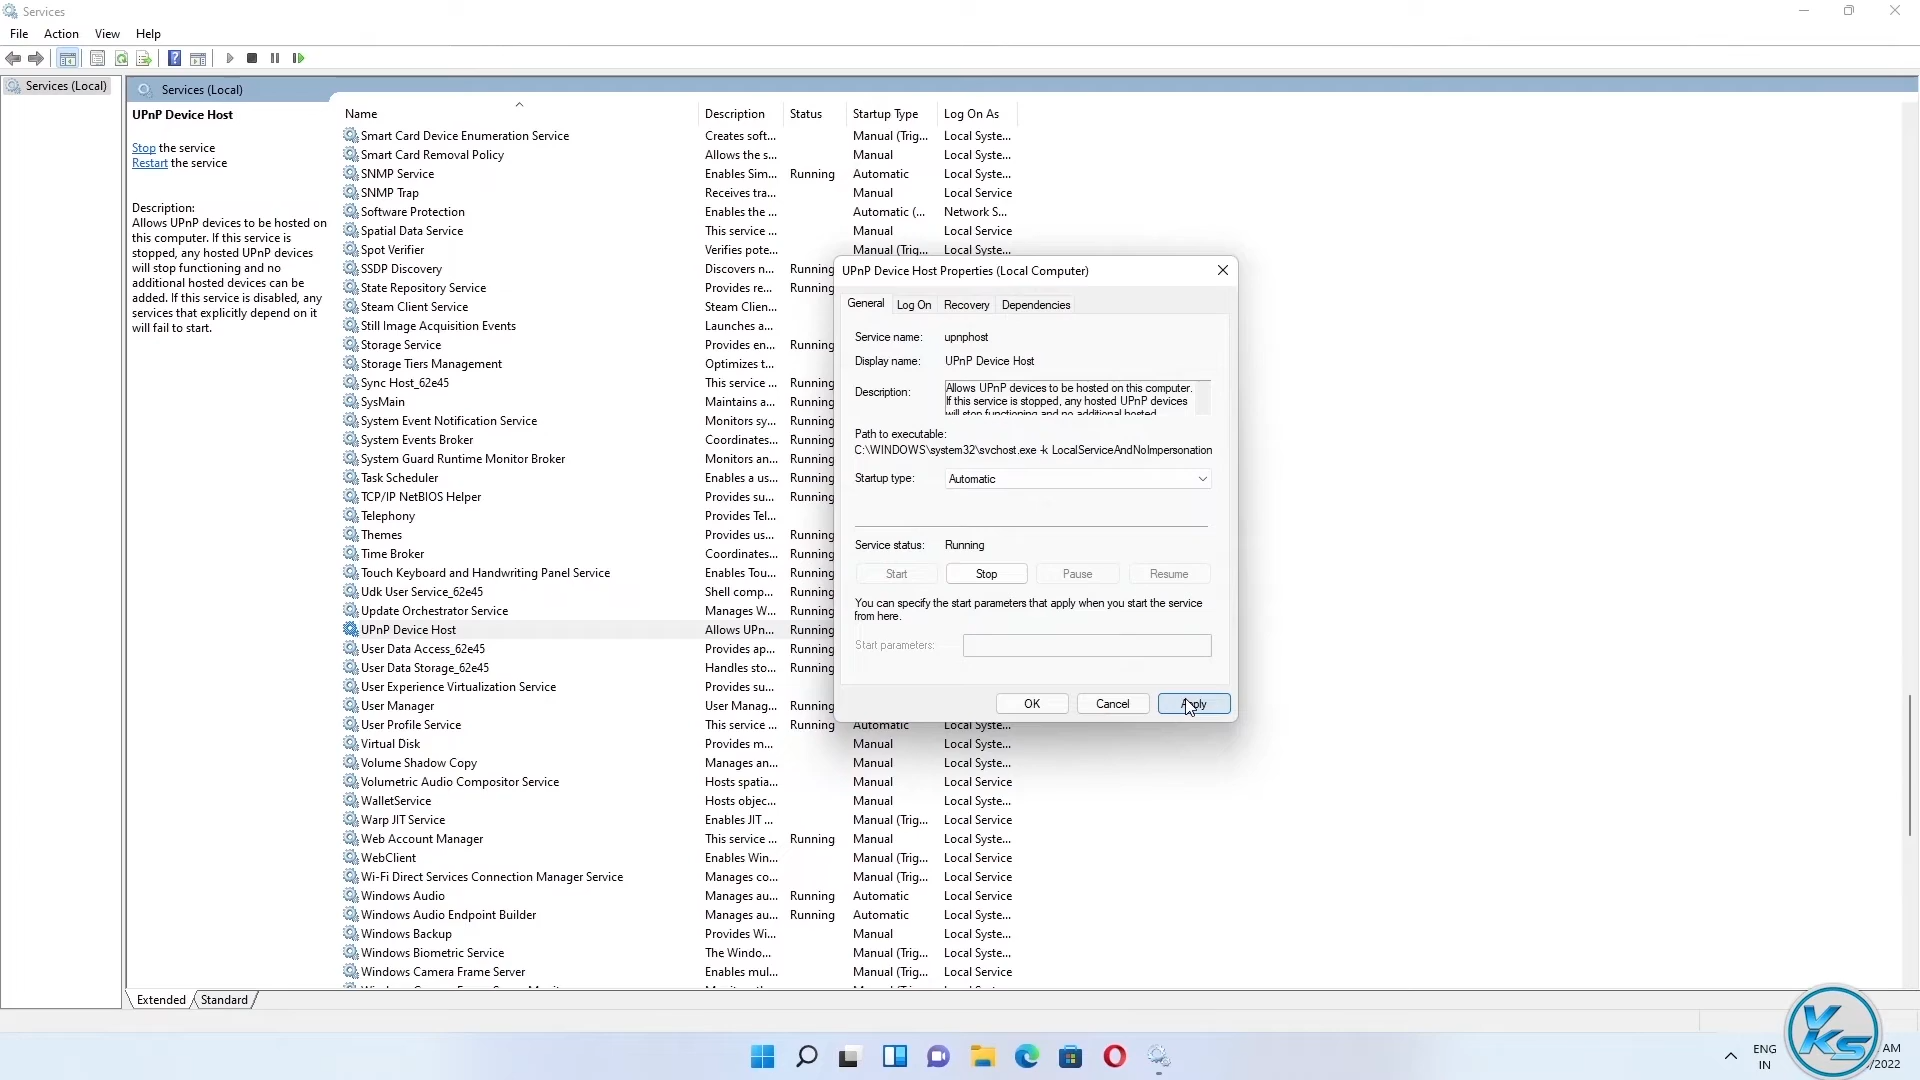 Services
File Action View Help
Services (Local)
Services (Local)
UPnP Device Host
Stop the service
Restart the service
Description:
Allows UPnP devices to be hosted on
this computer. If this service is
stopped, any hosted UPnP devices
will stop functioning and no
additional hosted devices can be
added. If this service is disabled, any
services that explicitly depend on it
will fail to start.
Name Description Status Startup Type Log On As
Smart Card Device Enumeration Service Creates soft... Manual (Trig... Local Syste...
Smart Card Removal Policy Allows the s... Manual Local Syste...
SNMP Service Enables Sim... Running Automatic Local Syste...
SNMP Trap Receives tra... Manual Local Service
Software Protection Enables the ... Automatic (... Network S...
Spatial Data Service This service ... Manual Local Service
Spot Verifier Verifies pote... Manual (Trig... Local Syste...
SSDP Discovery Discovers n... Running
State Repository Service Provides re... Running
Steam Client Service Steam Clien...
Still Image Acquisition Events Launches a...
Storage Service Provides en... Running
Storage Tiers Management Optimizes t...
Sync Host_62e45 This service ... Running
SysMain Maintains a... Running
System Event Notification Service Monitors sy... Running
System Events Broker Coordinates... Running
System Guard Runtime Monitor Broker Monitors an... Running
Task Scheduler Enables a us... Running
TCP/IP NetBIOS Helper Provides su... Running
Telephony Provides Tel...
Themes Provides us... Running
Time Broker Coordinates... Running
Touch Keyboard and Handwriting Panel Service Enables Tou... Running
Udk User Service_62e45 Shell comp... Running
Update Orchestrator Service Manages W... Running
UPnP Device Host Allows UPn... Running
User Data Access_62e45 Provides ap... Running
User Data Storage_62e45 Handles sto... Running
User Experience Virtualization Service Provides su...
User Manager User Manag... Running
User Profile Service This service ... Running Automatic Local Syste...
Virtual Disk Provides m... Manual Local Syste...
Volume Shadow Copy Manages an... Manual Local Syste...
Volumetric Audio Compositor Service Hosts spatia... Manual Local Service
WalletService Hosts objec... Manual Local Syste...
Warp JIT Service Enables JIT ... Manual (Trig... Local Service
Web Account Manager This service ... Running Manual Local Syste...
WebClient Enables Win... Manual (Trig... Local Service
Wi-Fi Direct Services Connection Manager Service Manages co... Manual (Trig... Local Service
Windows Audio Manages au... Running Automatic Local Service
Windows Audio Endpoint Builder Manages au... Running Automatic Local Syste...
Windows Backup Provides Wi... Manual Local Syste...
Windows Biometric Service The Windo... Manual (Trig... Local Syste...
Windows Camera Frame Server Enables mul... Manual (Trig... Local Service
UPnP Device Host Properties (Local Computer)
General Log On Recovery Dependencies
Service name: upnphost
Display name: UPnP Device Host
Description: Allows UPnP devices to be hosted on this computer.
If this service is stopped, any hosted UPnP devices
will stop functioning and no additional hosted
Path to executable:
C:\WINDOWS\system32\svchost.exe -k LocalServiceAndNoImpersonation
Startup type: Automatic
Service status: Running
Start Stop Pause Resume
You can specify the start parameters that apply when you start the service
from here.
Start parameters:
OK Cancel Apply
Extended Standard
ENG
IN
AM
/2022
YKS